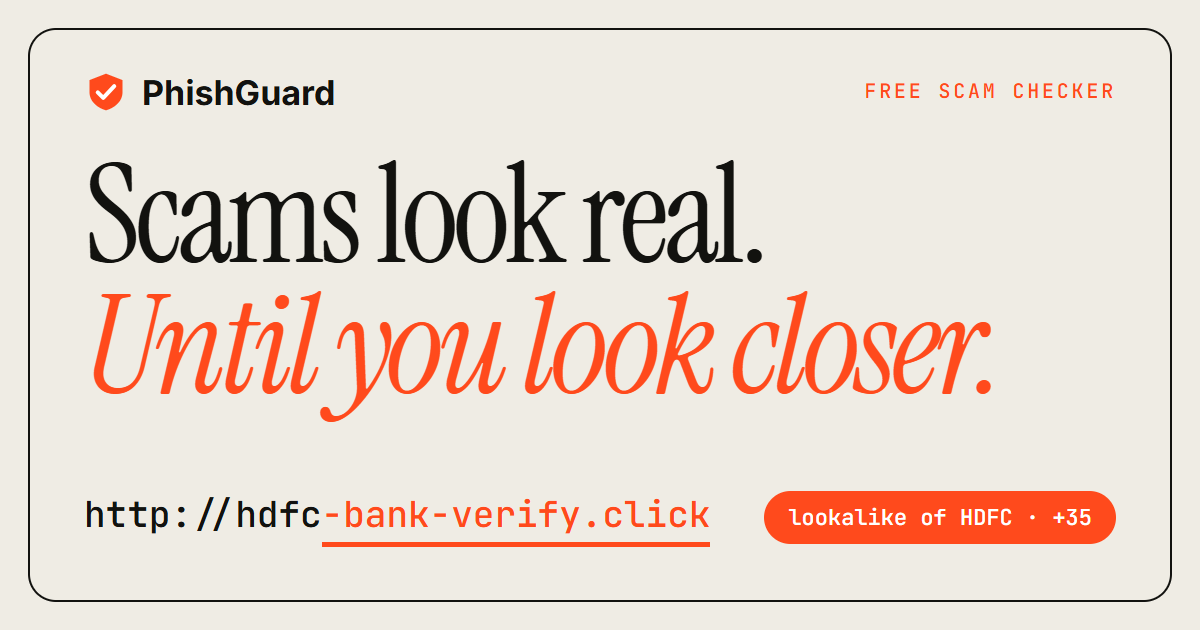 PhishGuard
FREE SCAM CHECKER
Scams look real.
Until you look closer.
http://hdfc-bank-verify.click
lookalike of HDFC · +35